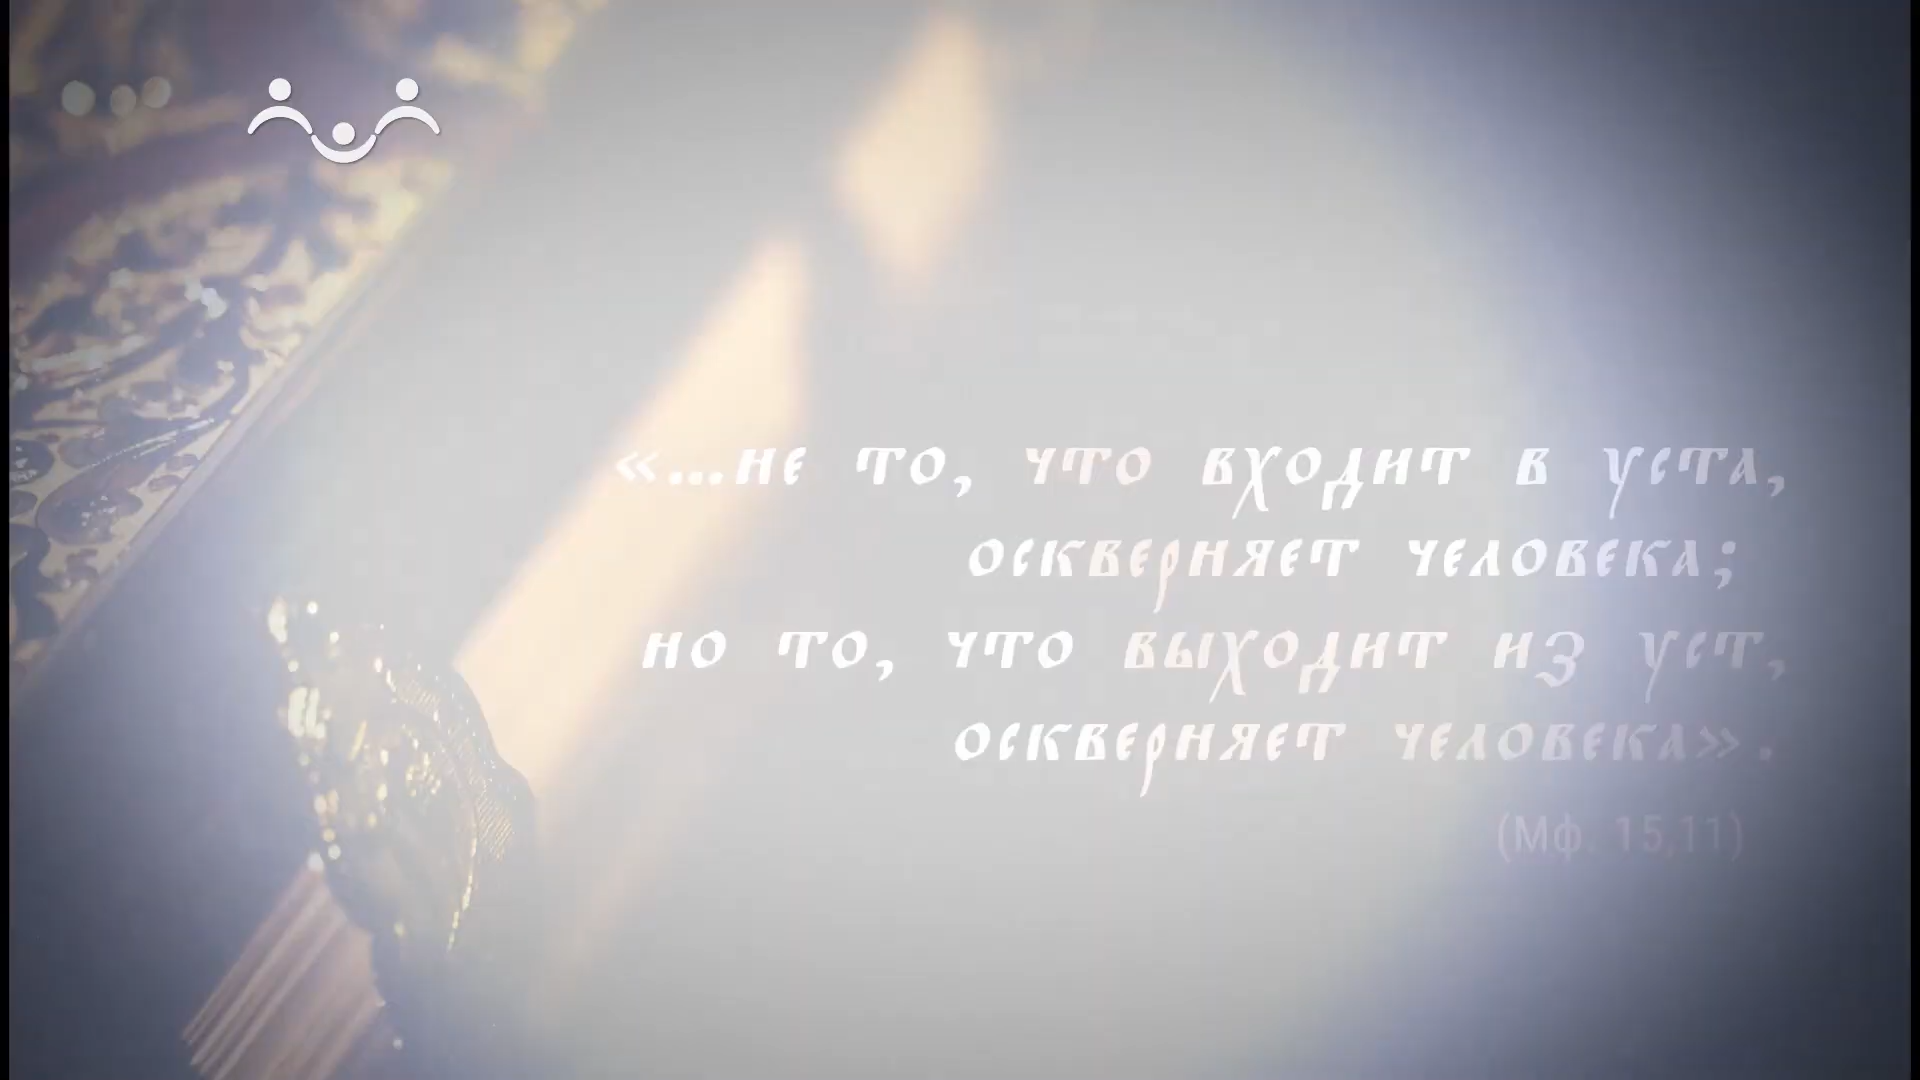 «...не то, что входит в уста,
оскверняет человека;
но то, что выходит из уст,
оскверняет человека».
(Мф. 15,11)